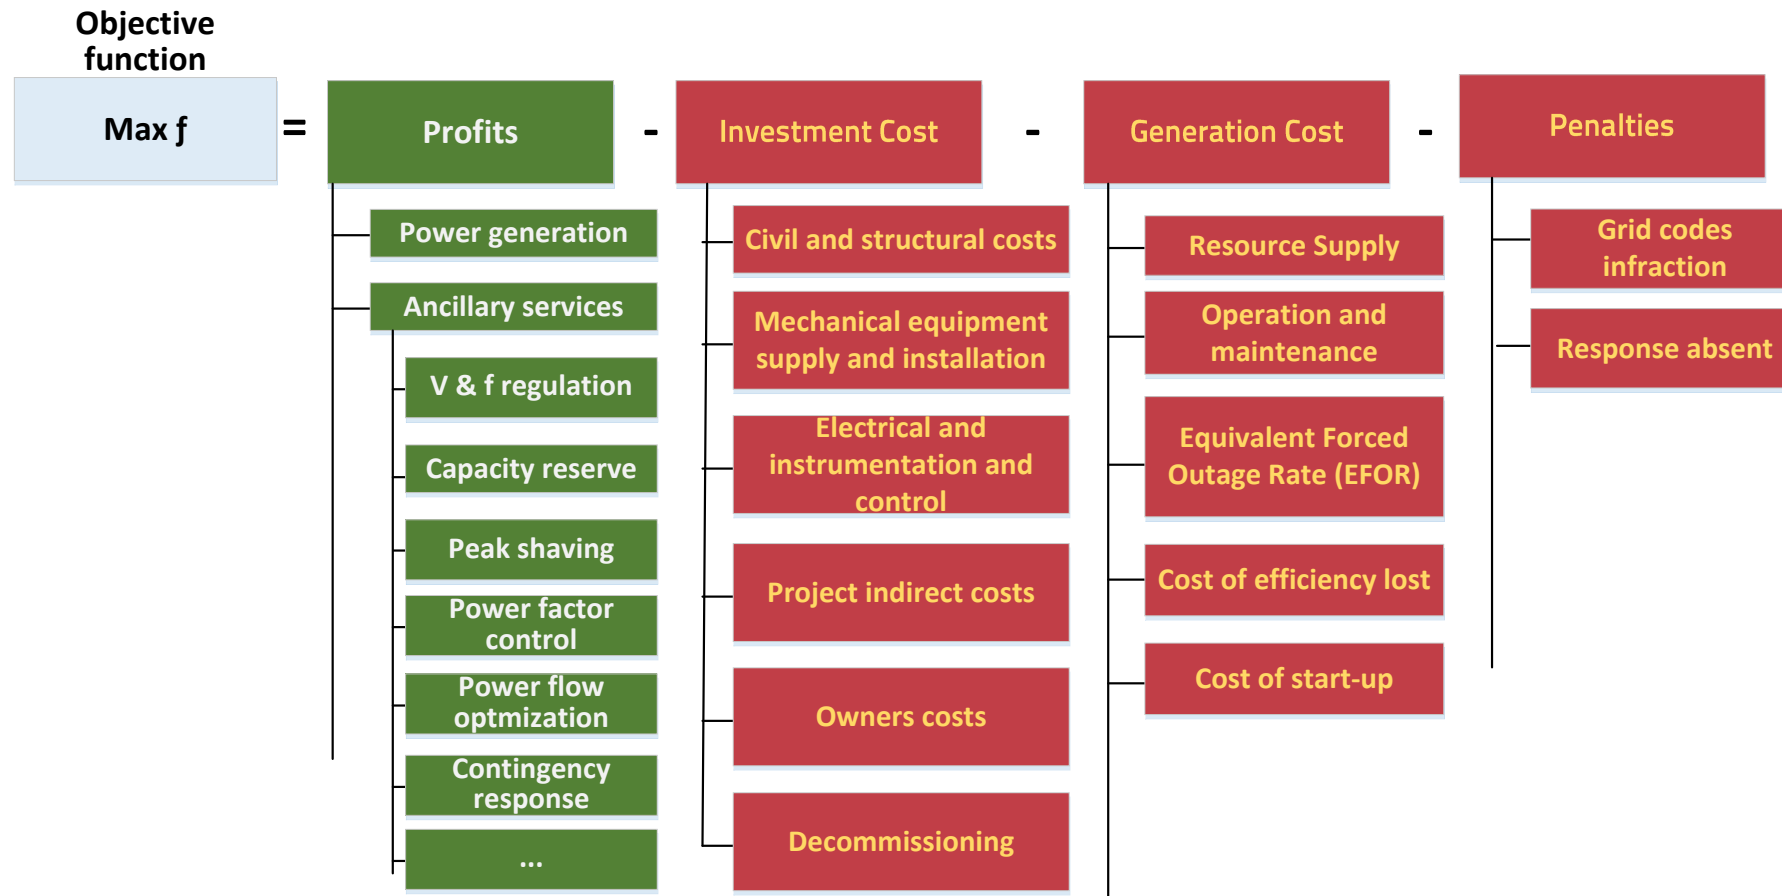 Objective
function
Max ƒ
=
Profits
-
Investment Cost
-
Generation Cost
-
Penalties
Power generation
Ancillary services
V & f regulation
Capacity reserve
Peak shaving
Power factor
control
Power flow
optmization
Contingency
response
...
Civil and structural costs
Mechanical equipment
supply and installation
Electrical and
instrumentation and
control
Project indirect costs
Owners costs
Decommissioning
Resource Supply
Operation and
maintenance
Equivalent Forced
Outage Rate (EFOR)
Cost of efficiency lost
Cost of start-up
Grid codes
infraction
Response absent